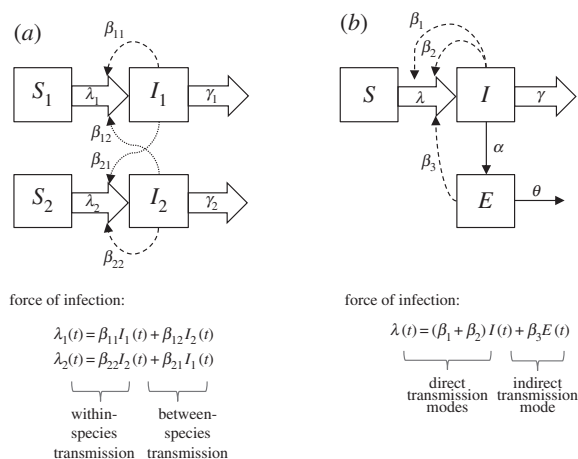 (a)
β₁₁
S₁ λ₁ I₁ γ₁
β₁₂
β₂₁
S₂ λ₂ I₂ γ₂
β₂₂
force of infection:
λ₁(t) = β₁₁I₁(t) + β₁₂I₂(t)
λ₂(t) = β₂₂I₂(t) + β₂₁I₁(t)
within-
species
transmission
between-
species
transmission
(b)
β₁
β₂
S λ I γ
β₃
α
E θ
force of infection:
λ(t) = (β₁ + β₂) I(t) + β₃E(t)
direct
transmission
modes
indirect
transmission
mode